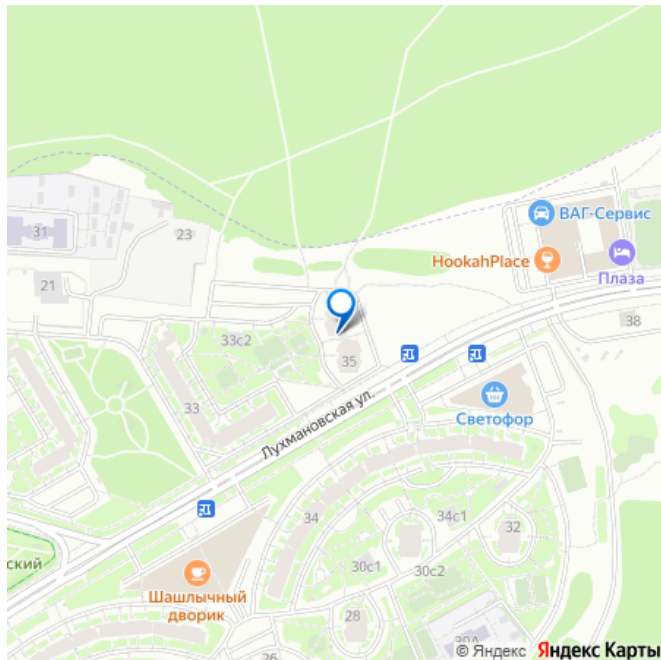 31
23
ВАГ-Сервис
HookahPlace
Плаза
21
38
33с2
35
33
Лухмановская ул.
Светофор
34
34с1
32
ский
30с1
30с2
Шашлычный
дворик
28
30А
26
© Яндекс Яндекс Карты